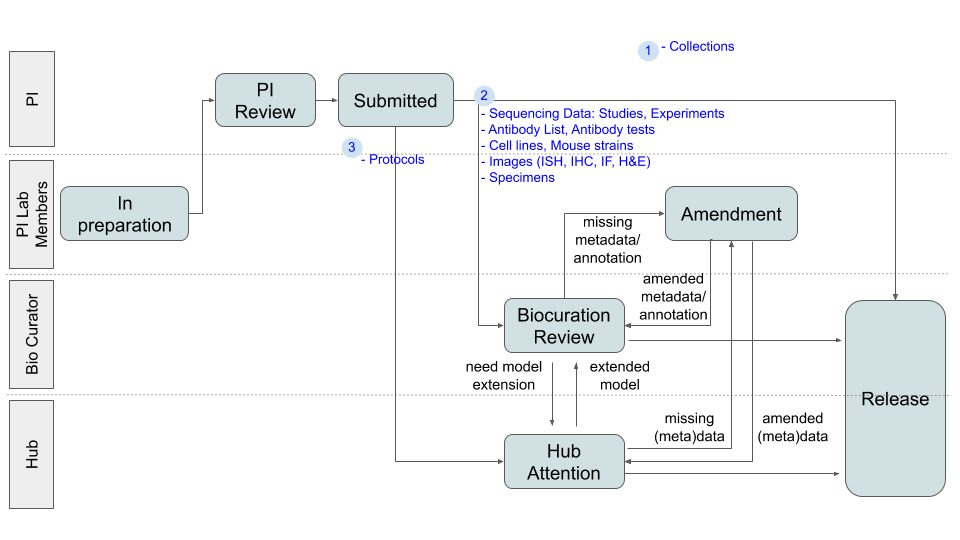 1
- Collections
PI
PI
Review
Submitted
2
- Sequencing Data: Studies, Experiments
- Antibody List, Antibody tests
- Cell lines, Mouse strains
- Images (ISH, IHC, IF, H&E)
- Specimens
3
- Protocols
PI Lab
Members
In
preparation
Amendment
missing
metadata/
annotation
amended
metadata/
annotation
Bio Curator
Biocuration
Review
need model
extension
extended
model
Release
Hub
missing
(meta)data
amended
(meta)data
Hub
Attention